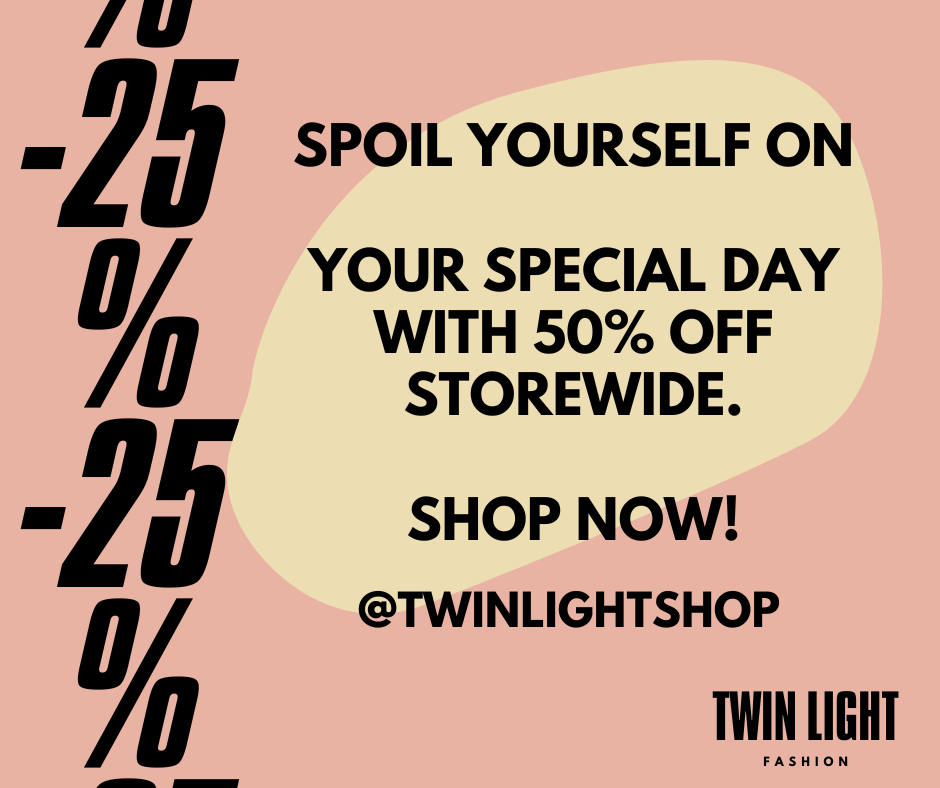 %
-25
%
-25
%
SPOIL YOURSELF ON
YOUR SPECIAL DAY
WITH 50% OFF
STOREWIDE.
SHOP NOW!
@TWINLIGHTSHOP
TWIN LIGHT
FASHION